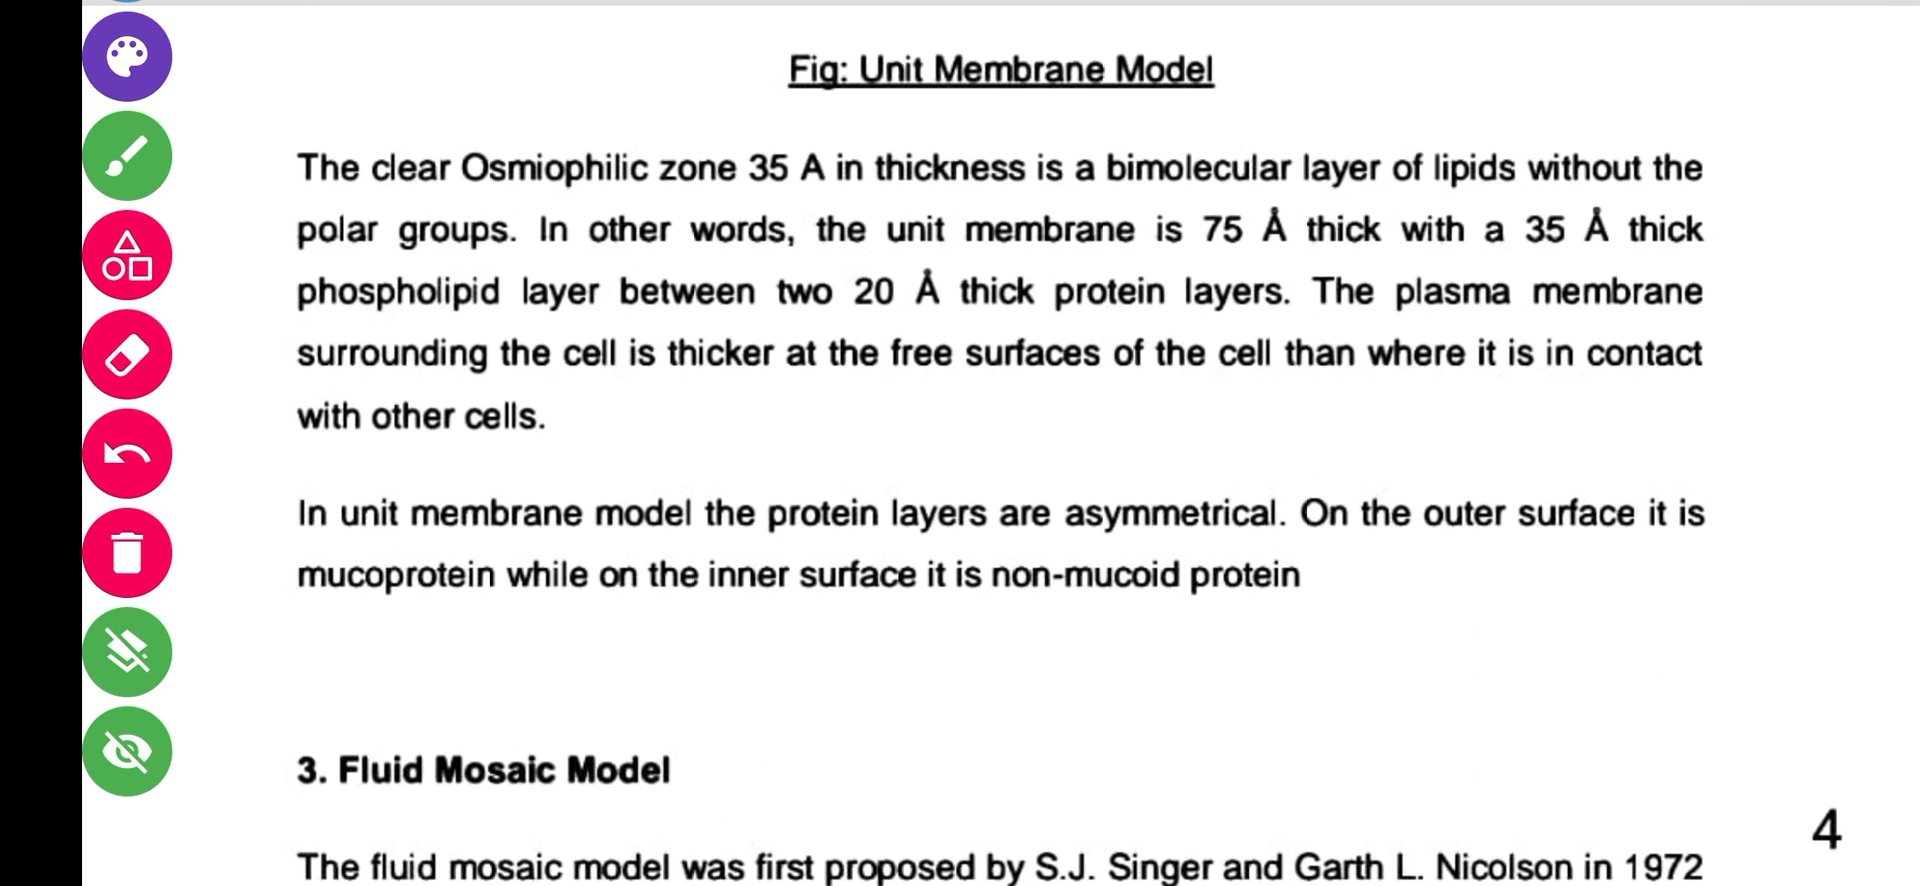 Fig: Unit Membrane Model
The clear Osmiophilic zone 35 A in thickness is a bimolecular layer of lipids without the
polar groups. In other words, the unit membrane is 75 Å thick with a 35 Å thick
phospholipid layer between two 20 Å thick protein layers. The plasma membrane
surrounding the cell is thicker at the free surfaces of the cell than where it is in contact
with other cells.
In unit membrane model the protein layers are asymmetrical. On the outer surface it is
mucoprotein while on the inner surface it is non-mucoid protein
3. Fluid Mosaic Model
4
The fluid mosaic model was first proposed by S.J. Singer and Garth L. Nicolson in 1972